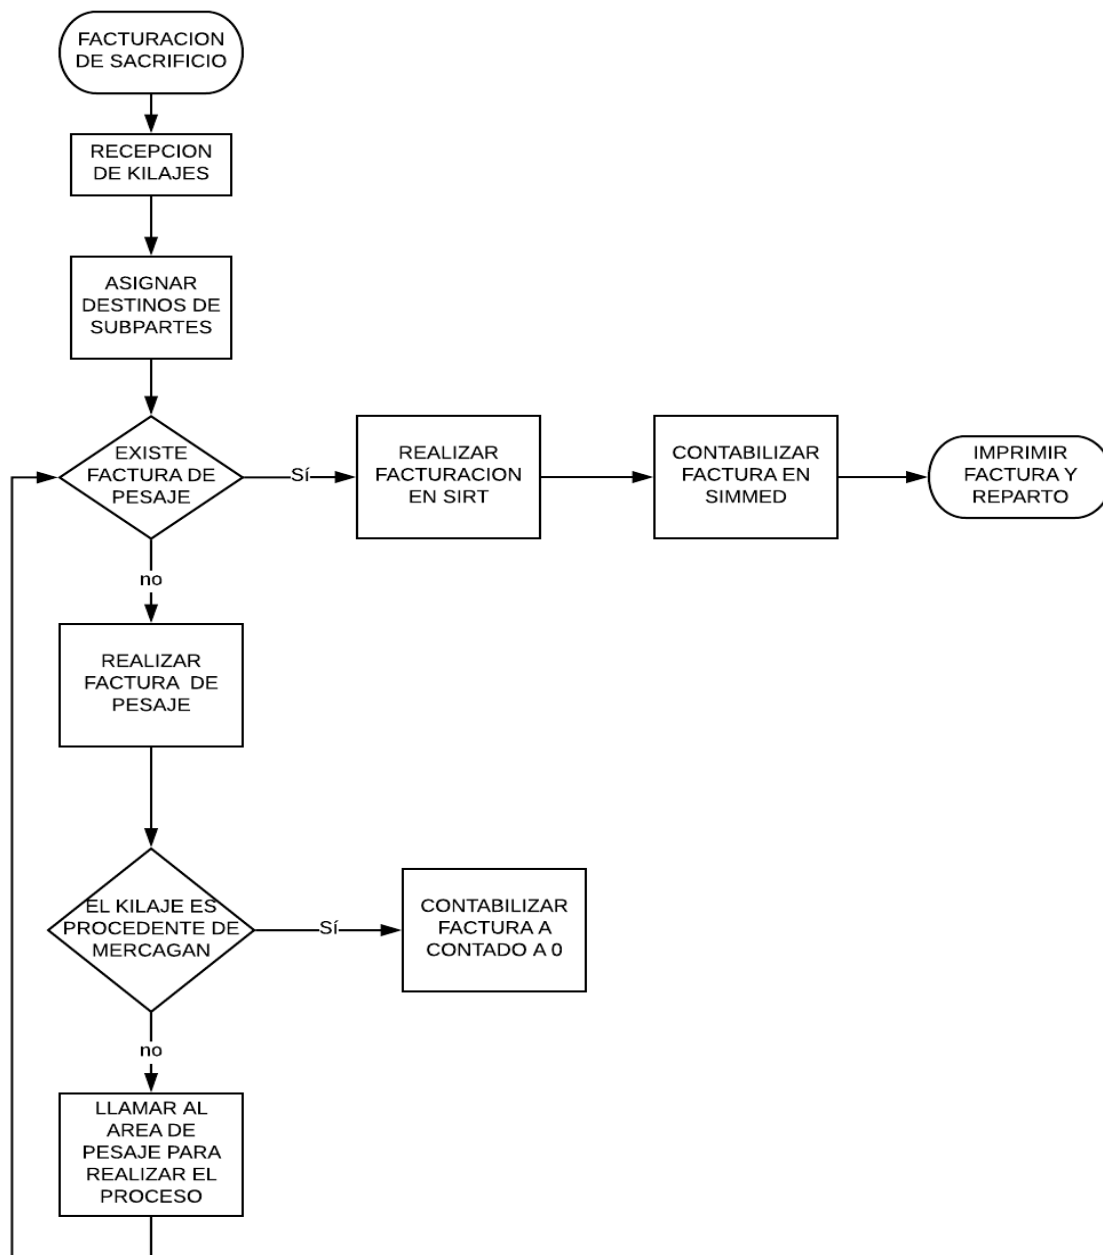 FACTURACION
DE SACRIFICIO
RECEPCION
DE KILAJES
ASIGNAR
DESTINOS DE
SUBPARTES
EXISTE
FACTURA DE
PESAJE
Sí
REALIZAR
FACTURACION
EN SIRT
CONTABILIZAR
FACTURA EN
SIMMED
IMPRIMIR
FACTURA Y
REPARTO
no
REALIZAR
FACTURA DE
PESAJE
EL KILAJE ES
PROCEDENTE DE
MERCAGAN
Sí
CONTABILIZAR
FACTURA A
CONTADO A 0
no
LLAMAR AL
AREA DE
PESAJE PARA
REALIZAR EL
PROCESO